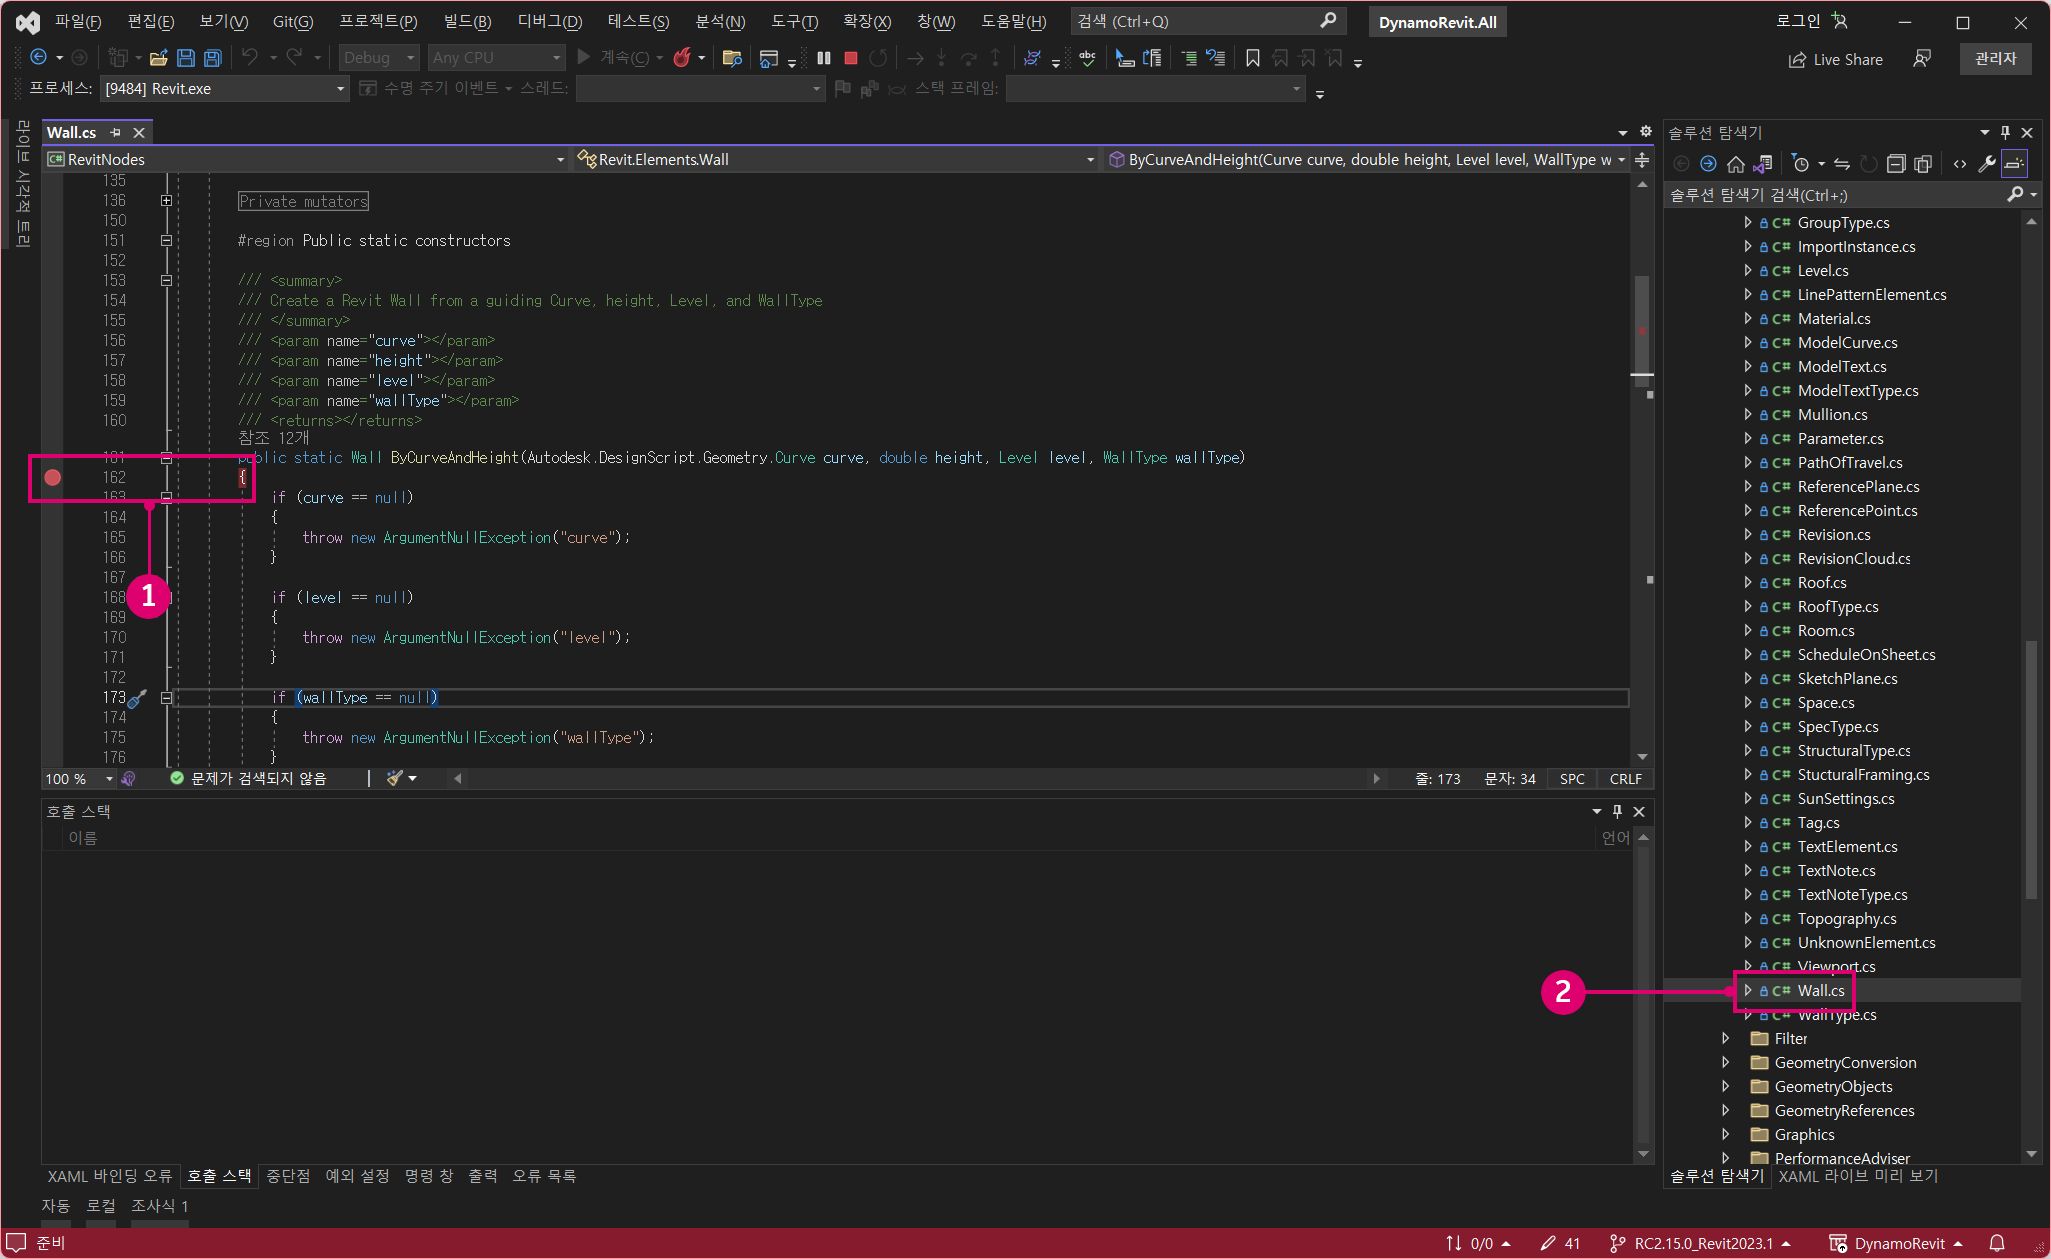 파일(F) 편집(E) 보기(V) Git(G) 프로젝트(P) 빌드(B) 디버그(D) 테스트(S) 분석(N) 도구(T) 확장(X) 창(W) 도움말(H) 검색 (Ctrl+Q) DynamoRevit.All 로그인
Debug Any CPU 계속(C) Live Share 관리자
프로세스: [9484] Revit.exe 수명 주기 이벤트 스레드: 스택 프레임:
라이브 시각적 트리
Wall.cs
RevitNodes Revit.Elements.Wall ByCurveAndHeight(Curve curve, double height, Level level, WallType w
135
136 Private mutators
150
151 #region Public static constructors
152
153 /// <summary>
154 /// Create a Revit Wall from a guiding Curve, height, Level, and WallType
155 /// </summary>
156 /// <param name="curve"></param>
157 /// <param name="height"></param>
158 /// <param name="level"></param>
159 /// <param name="wallType"></param>
160 /// <returns></returns>
참조 12개
161 public static Wall ByCurveAndHeight(Autodesk.DesignScript.Geometry.Curve curve, double height, Level level, WallType wallType)
162 {
163 if (curve == null)
164 {
165 throw new ArgumentNullException("curve");
166 }
167
168 if (level == null)
169 {
170 throw new ArgumentNullException("level");
171 }
172
173 if (wallType == null)
174 {
175 throw new ArgumentNullException("wallType");
176 }
1
100 % 문제가 검색되지 않음 줄: 173 문자: 34 SPC CRLF
호출 스택
이름 언어
XAML 바인딩 오류 호출 스택 중단점 예외 설정 명령 창 출력 오류 목록
자동 로컬 조사식 1
솔루션 탐색기
솔루션 탐색기 검색(Ctrl+;)
C# GroupType.cs
C# ImportInstance.cs
C# Level.cs
C# LinePatternElement.cs
C# Material.cs
C# ModelCurve.cs
C# ModelText.cs
C# ModelTextType.cs
C# Mullion.cs
C# Parameter.cs
C# PathOfTravel.cs
C# ReferencePlane.cs
C# ReferencePoint.cs
C# Revision.cs
C# RevisionCloud.cs
C# Roof.cs
C# RoofType.cs
C# Room.cs
C# ScheduleOnSheet.cs
C# SketchPlane.cs
C# Space.cs
C# SpecType.cs
C# StructuralType.cs
C# StucturalFraming.cs
C# SunSettings.cs
C# Tag.cs
C# TextElement.cs
C# TextNote.cs
C# TextNoteType.cs
C# Topography.cs
C# UnknownElement.cs
C# Viewport.cs
2 C# Wall.cs
C# WallType.cs
Filter
GeometryConversion
GeometryObjects
GeometryReferences
Graphics
PerformanceAdviser
솔루션 탐색기 XAML 라이브 미리 보기
준비 0/0 41 RC2.15.0_Revit2023.1 DynamoRevit